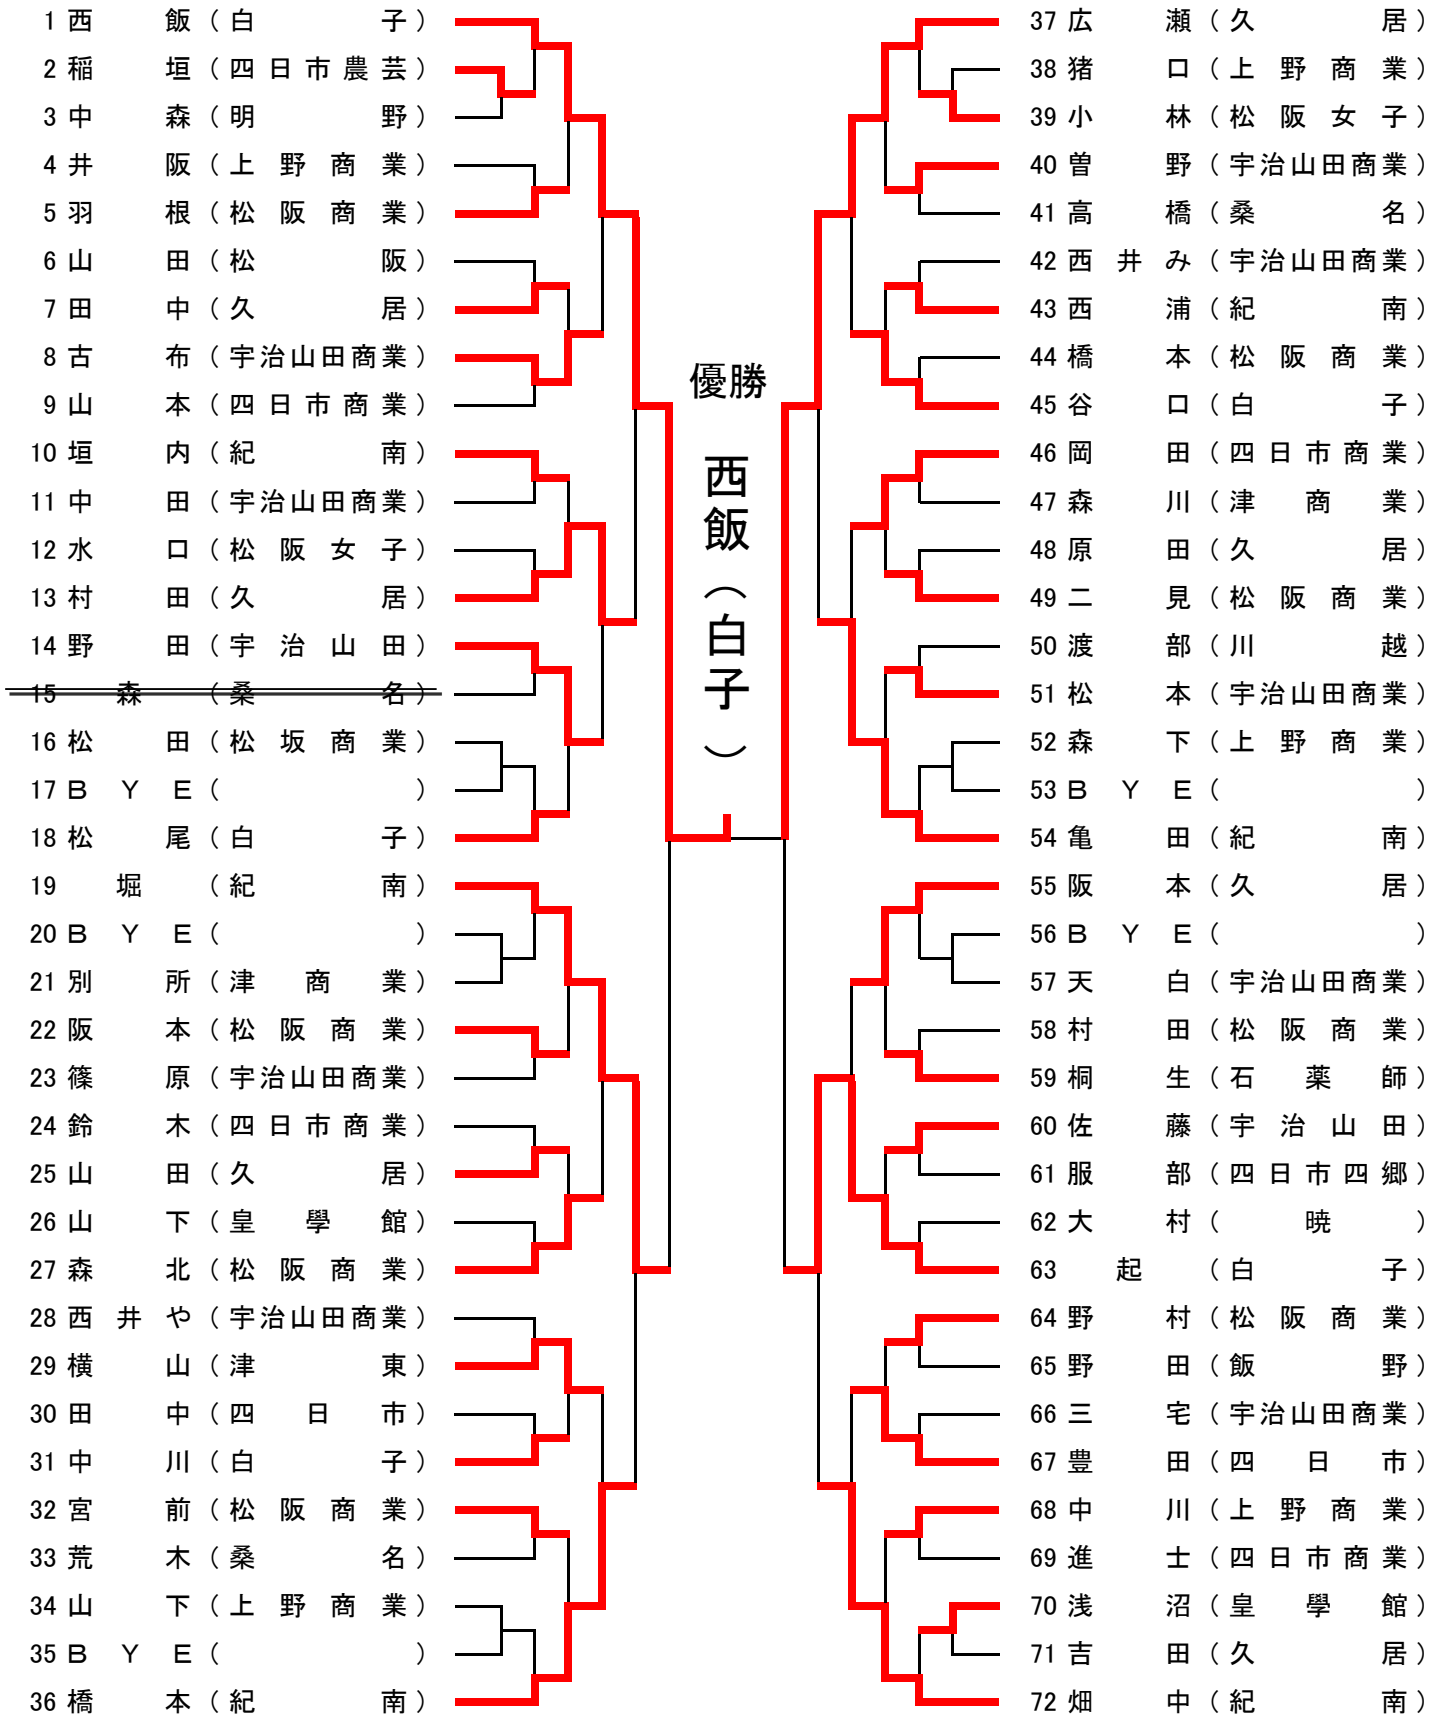 1 西飯（白子）
2 稲垣（四日市農芸）
3 中森（明野）
4 井阪（上野商業）
5 羽根（松阪商業）
6 山田（松阪）
7 田中（久居）
8 古布（宇治山田商業）
9 山本（四日市商業）
10 垣内（紀南）
11 中田（宇治山田商業）
12 水口（松阪女子）
13 村田（久居）
14 野田（宇治山田）
15 森（桑名）
16 松田（松坂商業）
17 ＢＹＥ（ ）
18 松尾（白子）
19 堀（紀南）
20 ＢＹＥ（ ）
21 別所（津商業）
22 阪本（松阪商業）
23 篠原（宇治山田商業）
24 鈴木（四日市商業）
25 山田（久居）
26 山下（皇學館）
27 森北（松阪商業）
28 西井や（宇治山田商業）
29 横山（津東）
30 田中（四日市）
31 中川（白子）
32 宮前（松阪商業）
33 荒木（桑名）
34 山下（上野商業）
35 ＢＹＥ（ ）
36 橋本（紀南）
優勝
西飯（白子）
37 広瀬（久居）
38 猪口（上野商業）
39 小林（松阪女子）
40 曽野（宇治山田商業）
41 高橋（桑名）
42 西井み（宇治山田商業）
43 西浦（紀南）
44 橋本（松阪商業）
45 谷口（白子）
46 岡田（四日市商業）
47 森川（津商業）
48 原田（久居）
49 二見（松阪商業）
50 渡部（川越）
51 松本（宇治山田商業）
52 森下（上野商業）
53 ＢＹＥ（ ）
54 亀田（紀南）
55 阪本（久居）
56 ＢＹＥ（ ）
57 天白（宇治山田商業）
58 村田（松阪商業）
59 桐生（石薬師）
60 佐藤（宇治山田）
61 服部（四日市四郷）
62 大村（暁）
63 起（白子）
64 野村（松阪商業）
65 野田（飯野）
66 三宅（宇治山田商業）
67 豊田（四日市）
68 中川（上野商業）
69 進士（四日市商業）
70 浅沼（皇學館）
71 吉田（久居）
72 畑中（紀南）